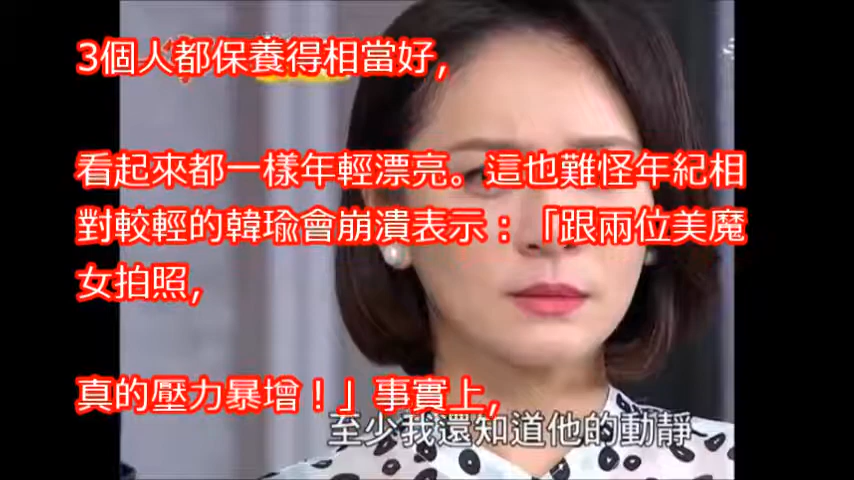 3個人都保養得相當好，
看起來都一樣年輕漂亮。這也難怪年紀相
對較輕的韓瑜會崩潰表示：「跟兩位美魔
女拍照，
真的壓力暴增！」事實上，
至少我還知道他的動靜